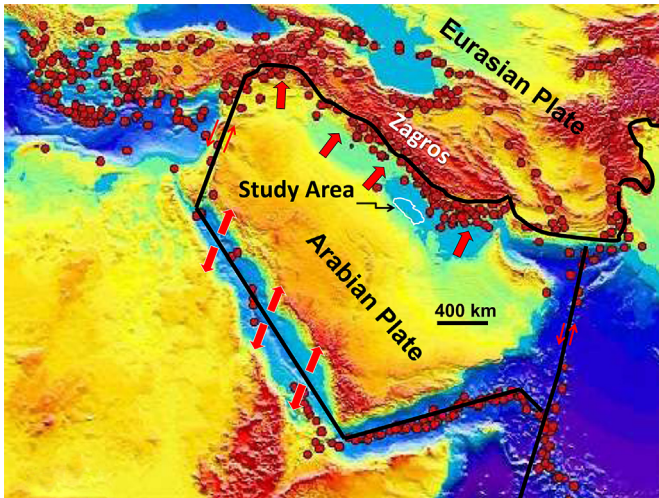 Eurasian Plate
Zagros
Study Area
Arabian Plate
400 km